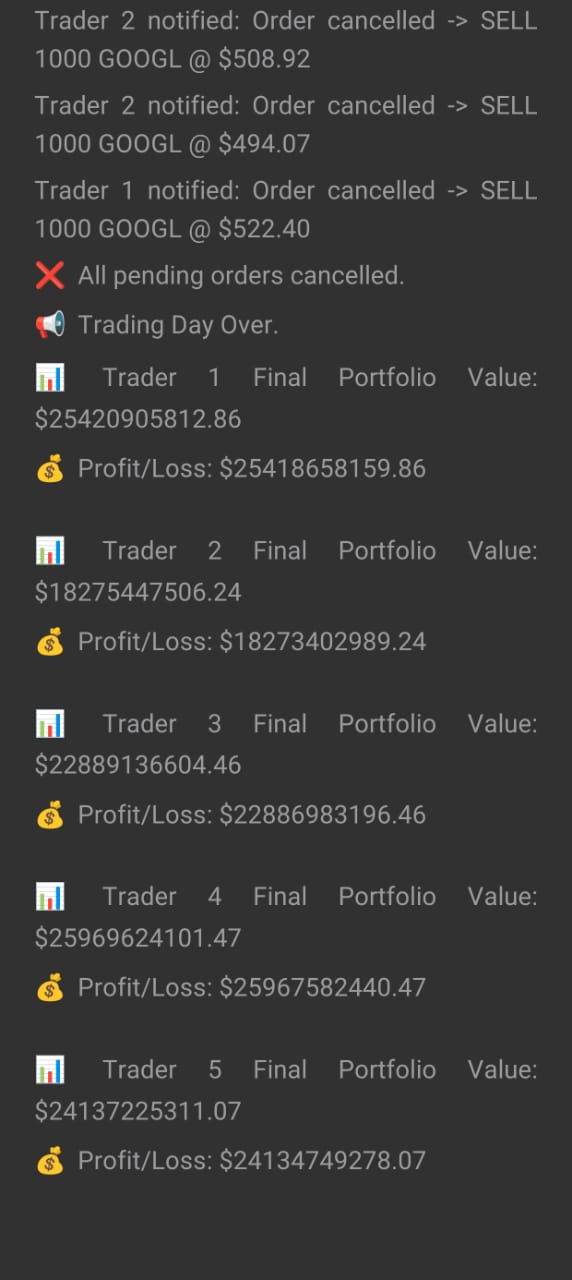 Trader 2 notified: Order cancelled -> SELL
1000 GOOGL @ $508.92
Trader 2 notified: Order cancelled -> SELL
1000 GOOGL @ $494.07
Trader 1 notified: Order cancelled -> SELL
1000 GOOGL @ $522.40
❌ All pending orders cancelled.
📢 Trading Day Over.
📊 Trader 1 Final Portfolio Value:
$25420905812.86
💰 Profit/Loss: $25418658159.86
📊 Trader 2 Final Portfolio Value:
$18275447506.24
💰 Profit/Loss: $18273402989.24
📊 Trader 3 Final Portfolio Value:
$22889136604.46
💰 Profit/Loss: $22886983196.46
📊 Trader 4 Final Portfolio Value:
$25969624101.47
💰 Profit/Loss: $25967582440.47
📊 Trader 5 Final Portfolio Value:
$24137225311.07
💰 Profit/Loss: $24134749278.07